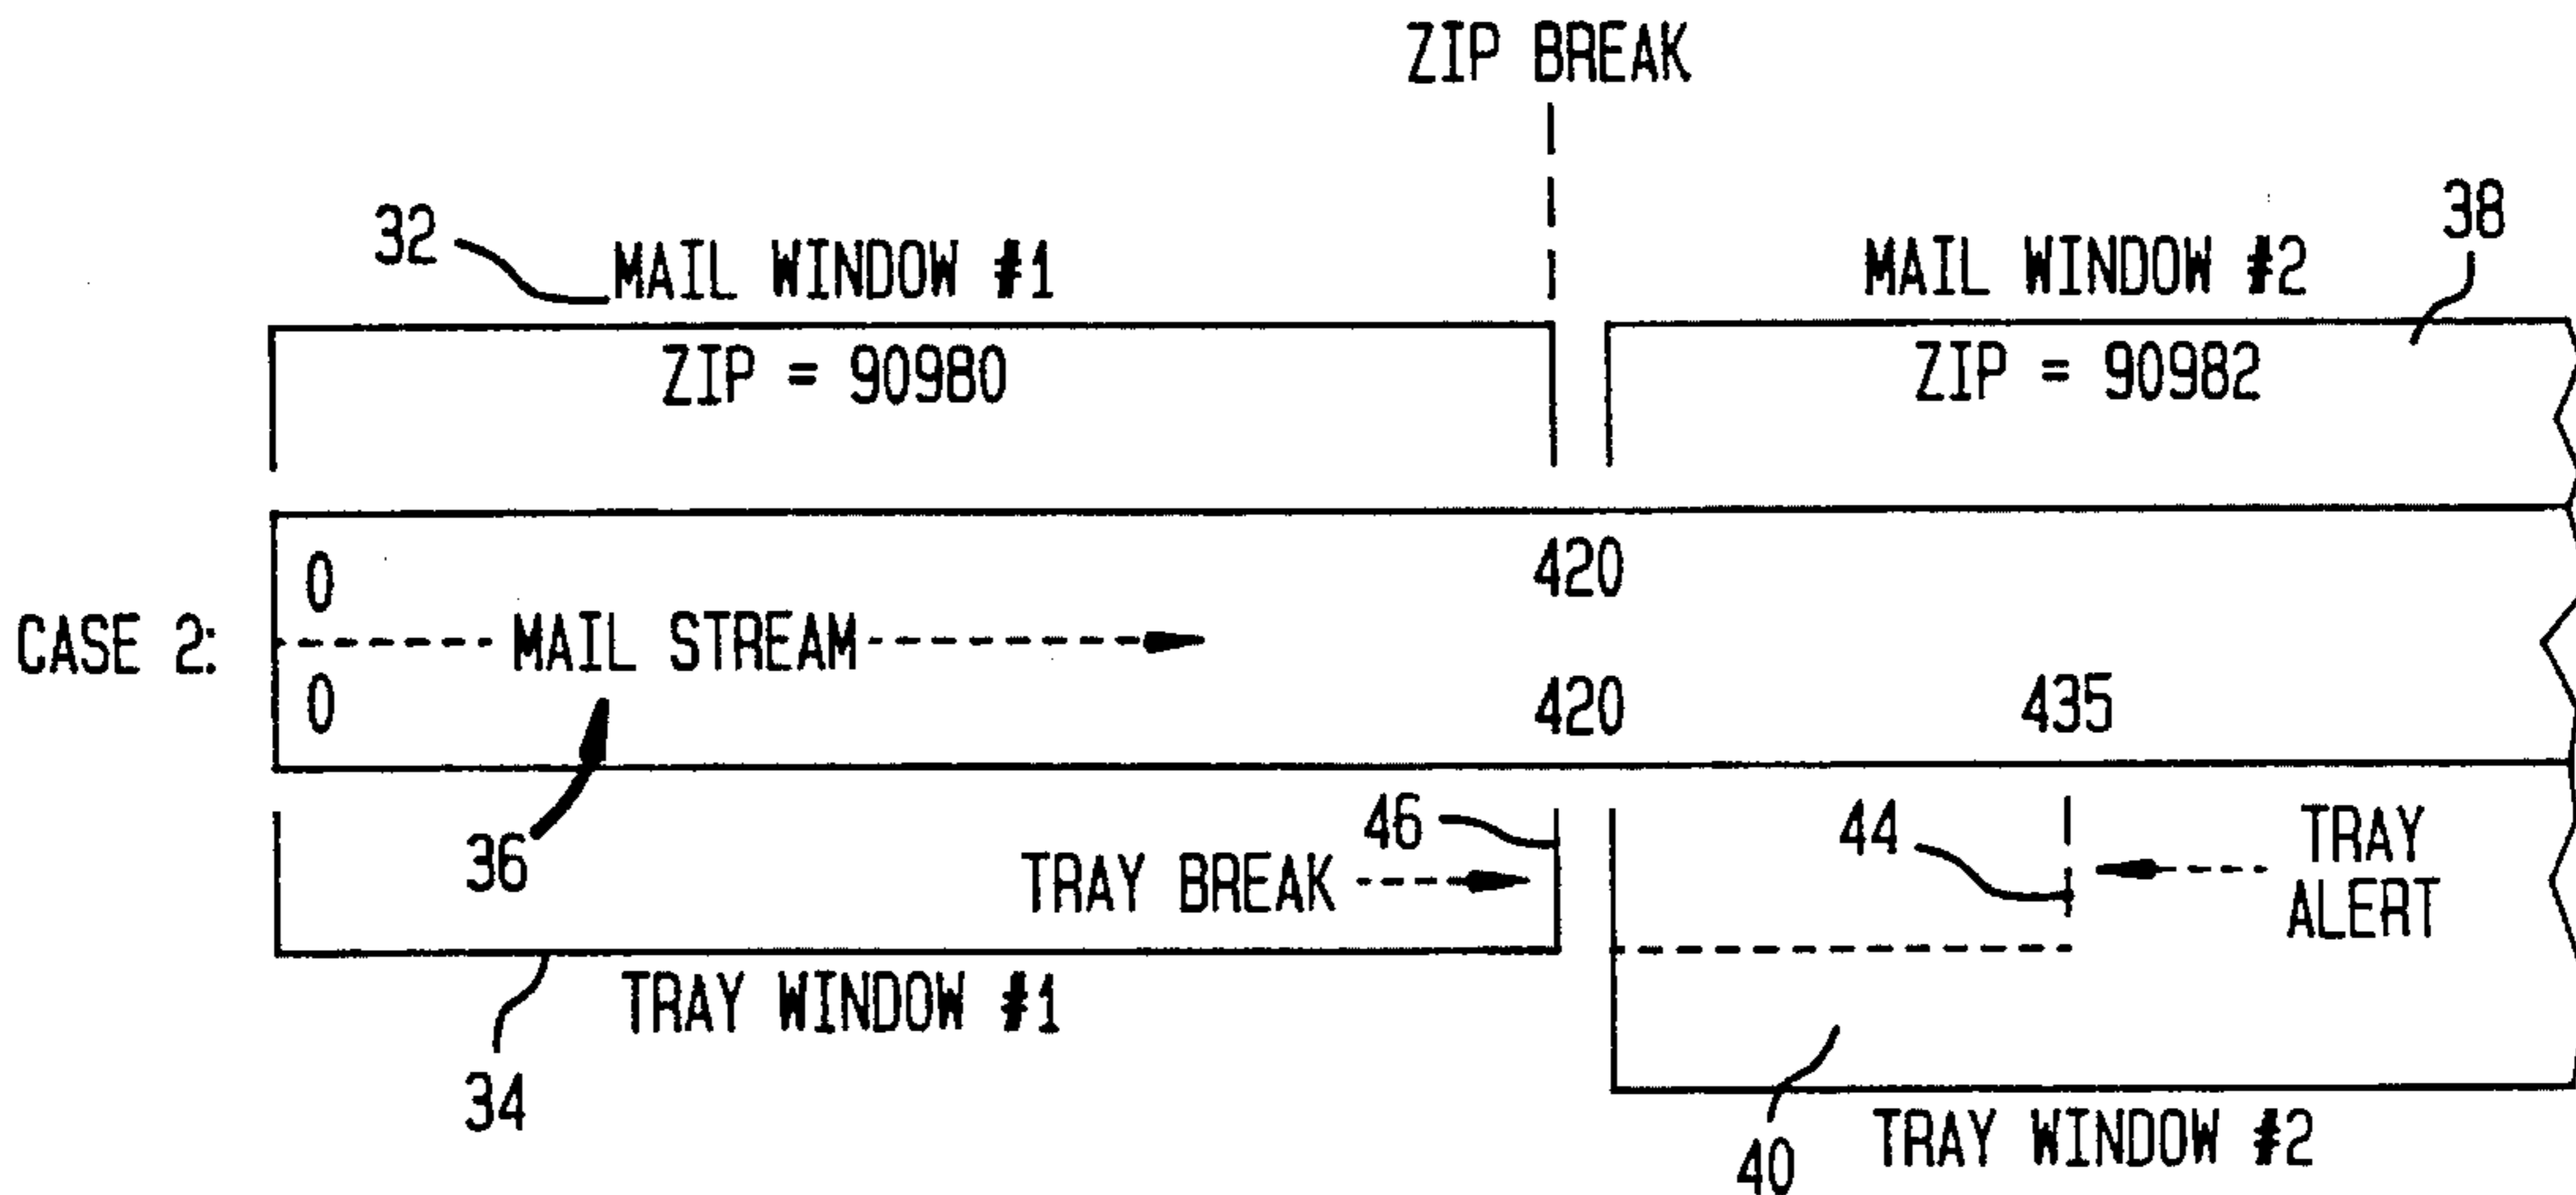 ZIP BREAK
32
MAIL WINDOW #1
MAIL WINDOW #2
38
ZIP = 90980
ZIP = 90982
0
420
CASE 2:
MAIL STREAM
0
420
435
36
TRAY BREAK
46
44
TRAY
ALERT
TRAY WINDOW #1
34
40
TRAY WINDOW #2